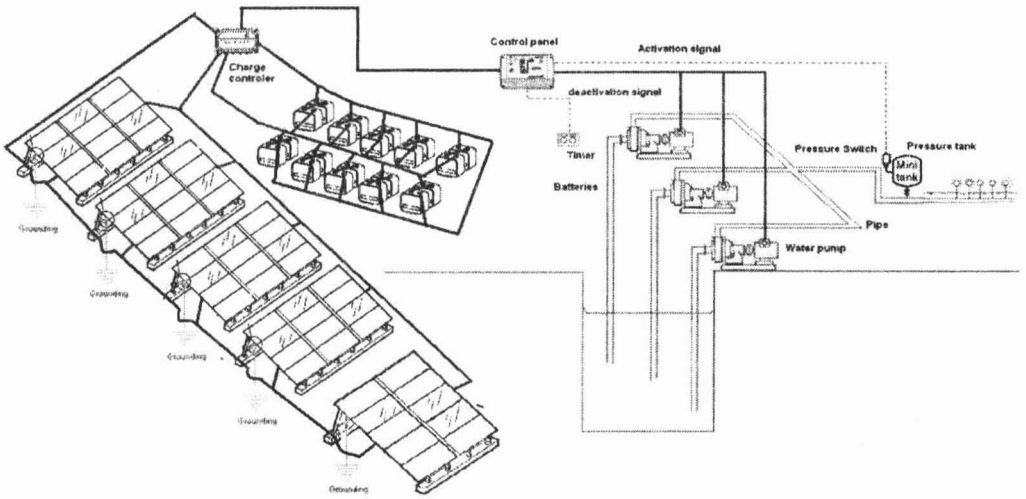 Control panel
Activation signal
Charge
controler
deactivation signal
Timer
Pressure Switch
Pressure tank
Mini
tank
Batteries
Pipe
Water pump
Grounding
Grounding
Grounding
Grounding
Grounding
Grounding